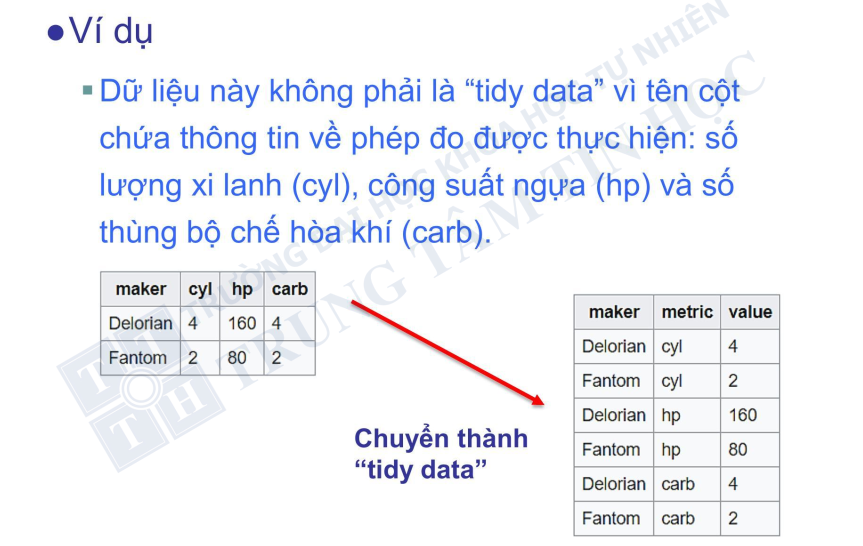 Ví dụ
Dữ liệu này không phải là “tidy data” vì tên cột
chứa thông tin về phép đo được thực hiện: số
lượng xi lanh (cyl), công suất ngựa (hp) và số
thùng bộ chế hòa khí (carb).
maker cyl hp carb
Delorian 4 160 4
Fantom 2 80 2
Chuyển thành
“tidy data”
maker metric value
Delorian cyl 4
Fantom cyl 2
Delorian hp 160
Fantom hp 80
Delorian carb 4
Fantom carb 2
TRƯỜNG ĐẠI HỌC KHOA HỌC TỰ NHIÊN
TRUNG TÂM TIN HỌC
T H
T H